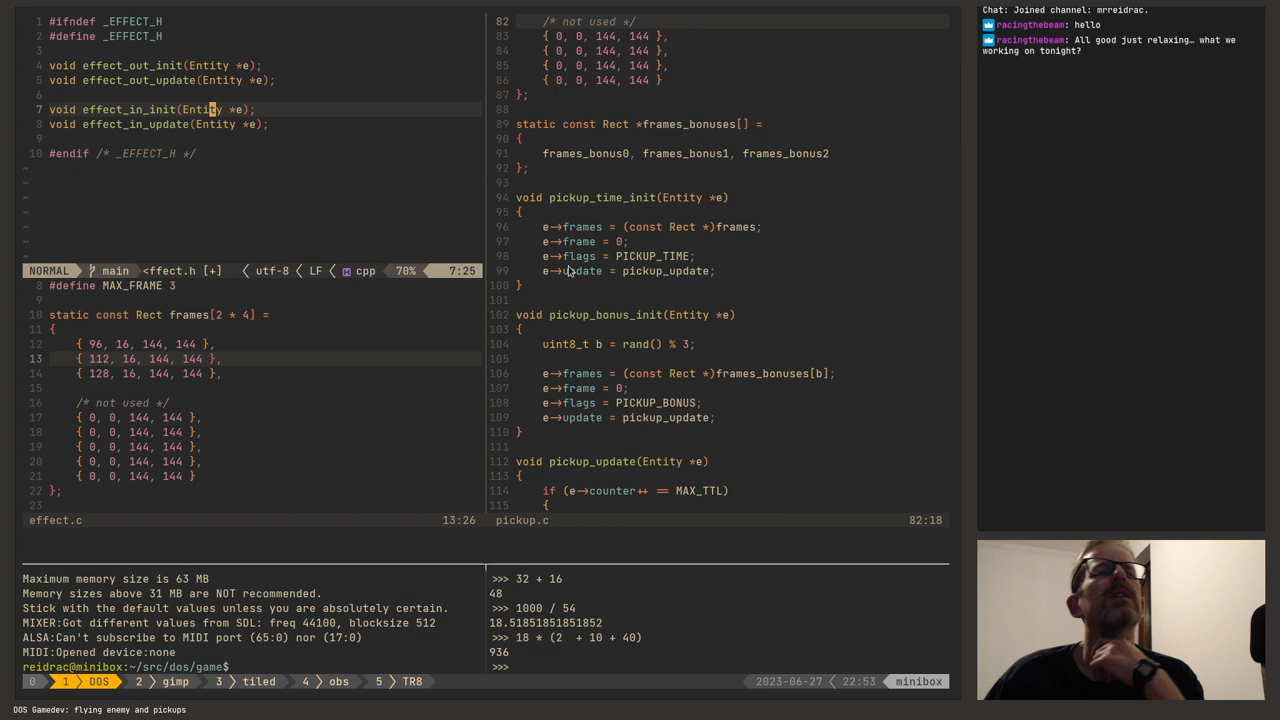 1 #ifndef _EFFECT_H
2 #define _EFFECT_H
3
4 void effect_out_init(Entity *e);
5 void effect_out_update(Entity *e);
6
7 void effect_in_init(Entity *e);
8 void effect_in_update(Entity *e);
9
10 #endif /* _EFFECT_H */
~
~
~
~
~
~
~
NORMAL main <ffect.h [+] utf-8 LF cpp 70% 7:25
8 #define MAX_FRAME 3
9
10 static const Rect frames[2 * 4] =
11 {
12 { 96, 16, 144, 144 },
13 { 112, 16, 144, 144 },
14 { 128, 16, 144, 144 },
15
16 /* not used */
17 { 0, 0, 144, 144 },
18 { 0, 0, 144, 144 },
19 { 0, 0, 144, 144 },
20 { 0, 0, 144, 144 },
21 { 0, 0, 144, 144 }
22 };
23
effect.c 13:26
82 /* not used */
83 { 0, 0, 144, 144 },
84 { 0, 0, 144, 144 },
85 { 0, 0, 144, 144 },
86 { 0, 0, 144, 144 }
87 };
88
89 static const Rect *frames_bonuses[] =
90 {
91 frames_bonus0, frames_bonus1, frames_bonus2
92 };
93
94 void pickup_time_init(Entity *e)
95 {
96 e->frames = (const Rect *)frames;
97 e->frame = 0;
98 e->flags = PICKUP_TIME;
99 e->update = pickup_update;
100 }
101
102 void pickup_bonus_init(Entity *e)
103 {
104 uint8_t b = rand() % 3;
105
106 e->frames = (const Rect *)frames_bonuses[b];
107 e->frame = 0;
108 e->flags = PICKUP_BONUS;
109 e->update = pickup_update;
110 }
111
112 void pickup_update(Entity *e)
113 {
114 if (e->counter++ == MAX_TTL)
115 {
pickup.c 82:18
Maximum memory size is 63 MB
Memory sizes above 31 MB are NOT recommended.
Stick with the default values unless you are absolutely certain.
MIXER:Got different values from SDL: freq 44100, blocksize 512
ALSA:Can't subscribe to MIDI port (65:0) nor (17:0)
MIDI:Opened device:none
reidrac@minibox:~/src/dos/game$
>>> 32 + 16
48
>>> 1000 / 54
18.51851851851852
>>> 18 * (2  + 10 + 40)
936
>>>
0 1 DOS 2 gimp 3 tiled 4 obs 5 TR8 2023-06-27 22:53 minibox
DOS Gamedev: flying enemy and pickups
Chat: Joined channel: mrreidrac.
racingthebeam: hello
racingthebeam: All good just relaxing… what we
working on tonight?